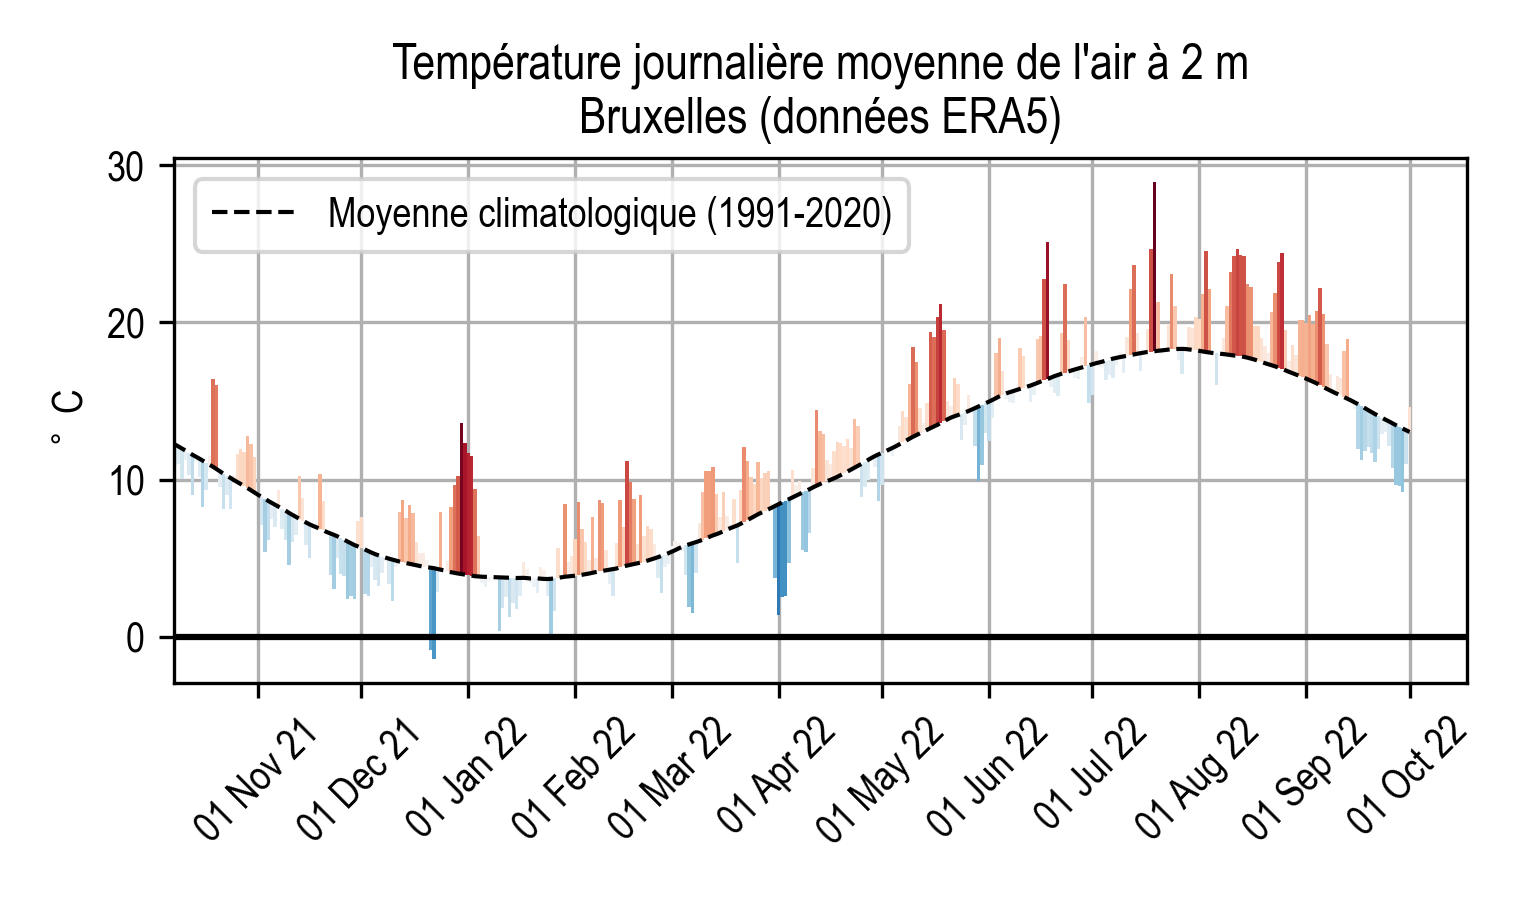 Température journalière moyenne de l'air à 2 m
Bruxelles (données ERA5)
Moyenne climatologique (1991-2020)
° C
30
20
10
0
01 Nov 21
01 Dec 21
01 Jan 22
01 Feb 22
01 Mar 22
01 Apr 22
01 May 22
01 Jun 22
01 Jul 22
01 Aug 22
01 Sep 22
01 Oct 22